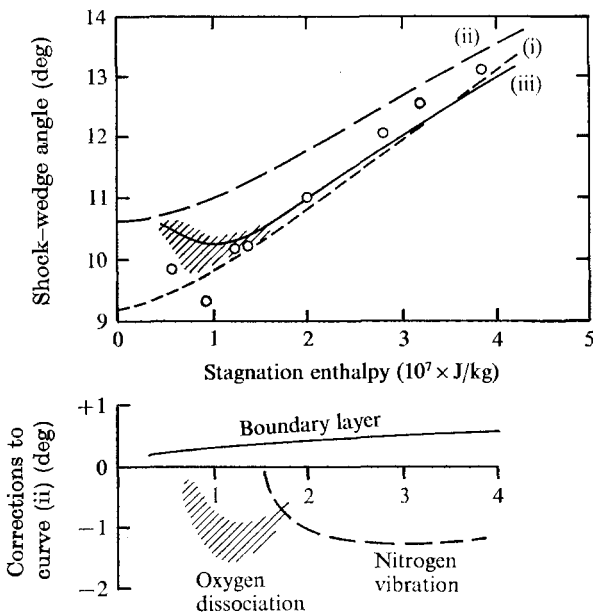 14
13
12
11
10
9
Shock–wedge angle (deg)
(ii)
(i)
(iii)
0
1
2
3
4
5
Stagnation enthalpy (10⁷ × J/kg)
Corrections to
curve (ii) (deg)
+1
0
−1
−2
Boundary layer
1
2
3
4
Oxygen
dissociation
Nitrogen
vibration